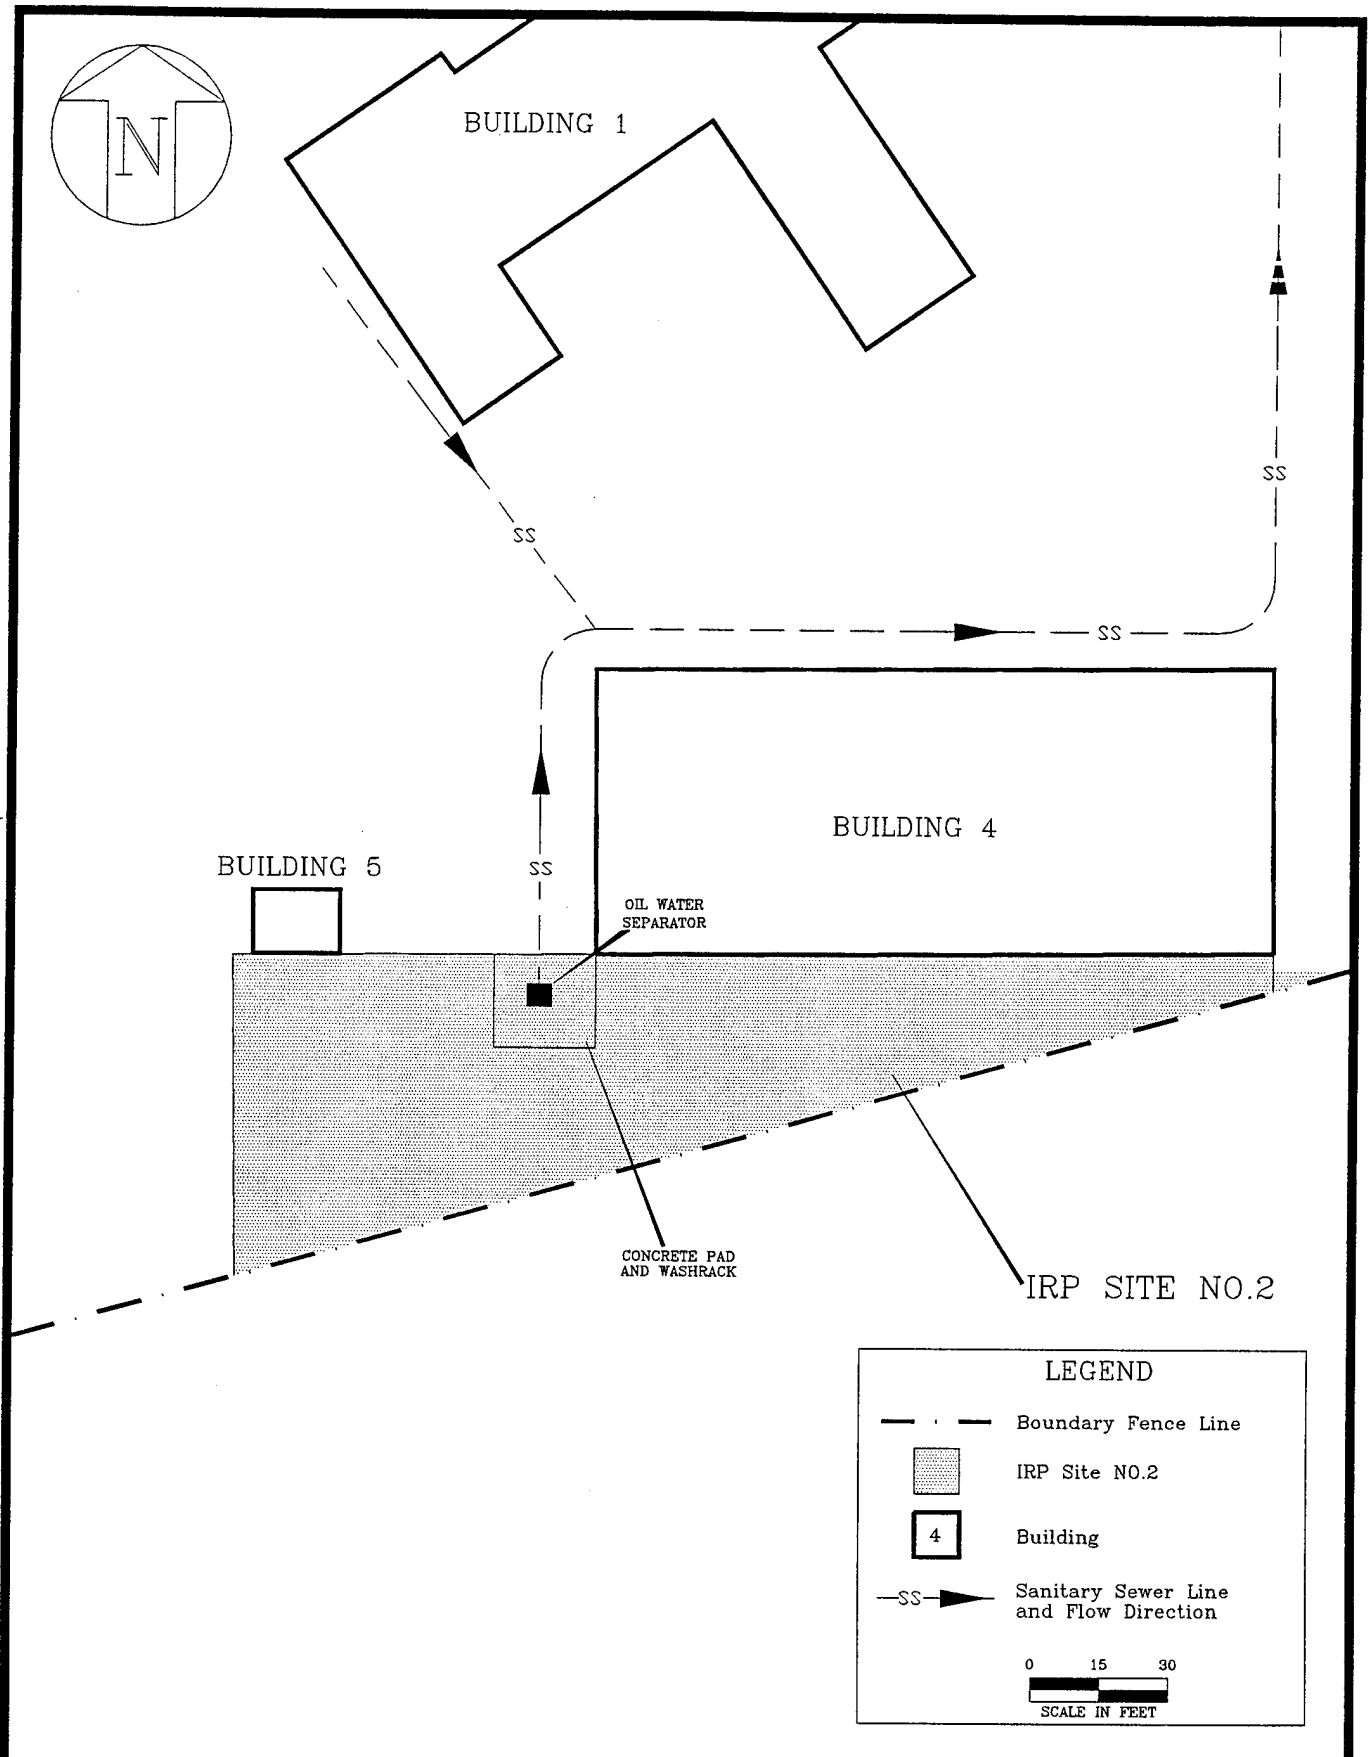 N
BUILDING 1
SS
SS
SS
BUILDING 4
BUILDING 5
SS
OIL WATER
SEPARATOR
CONCRETE PAD
AND WASHRACK
IRP SITE NO.2
LEGEND
Boundary Fence Line
IRP Site NO.2
4
Building
SS
Sanitary Sewer Line
and Flow Direction
0 15 30
SCALE IN FEET